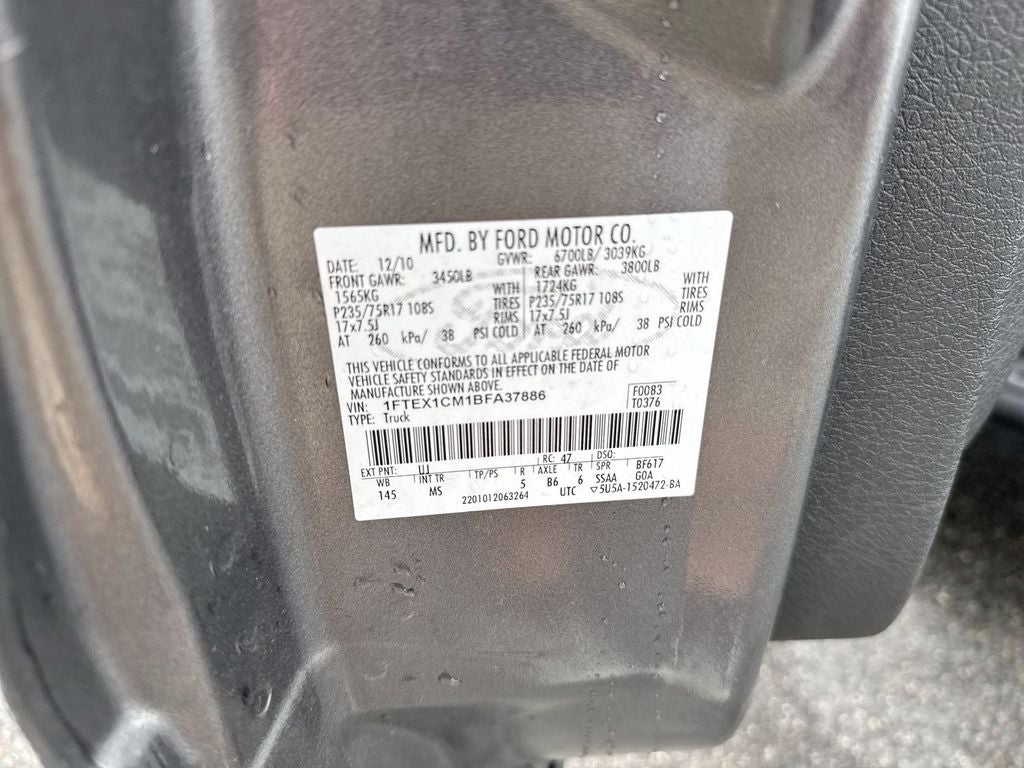 MFD. BY FORD MOTOR CO.
DATE: 12/10 GVWR: 6700LB/ 3039KG
FRONT GAWR: 3450LB REAR GAWR: 3800LB
1565KG WITH 1724KG WITH
P235/75R17 108S TIRES P235/75R17 108S TIRES
17x7.5J RIMS 17x7.5J RIMS
AT 260 kPa/ 38 PSI COLD AT 260 kPa/ 38 PSI COLD
THIS VEHICLE CONFORMS TO ALL APPLICABLE FEDERAL MOTOR
VEHICLE SAFETY STANDARDS IN EFFECT ON THE DATE OF
MANUFACTURE SHOWN ABOVE.
VIN: 1FTEX1CM1BFA37886 F0083
TYPE: Truck T0376
EXT PNT: UJ RC: 47 DSO:
WB INT TR TP/PS R AXLE TR SPR BF617
145 MS 5 B6 6 SSAA G0A
2201012063264 UTC ▽5U5A-1520472-BA